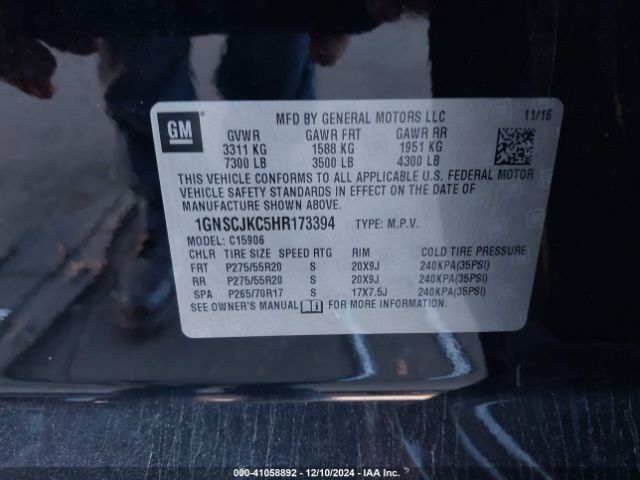 GM
MFD BY GENERAL MOTORS LLC 11/16
GVWR GAWR FRT GAWR RR
3311 KG 1588 KG 1951 KG
7300 LB 3500 LB 4300 LB
THIS VEHICLE CONFORMS TO ALL APPLICABLE U.S. FEDERAL MOTOR
VEHICLE SAFETY STANDARDS IN EFFECT ON THE DATE OF
MANUFACTURE SHOWN ABOVE.
1GNSCJKC5HR173394 TYPE: M.P.V.
MODEL: C15906
CHLR TIRE SIZE SPEED RTG RIM COLD TIRE PRESSURE
FRT P275/55R20 S 20X9J 240KPA(35PSI)
RR P275/55R20 S 20X9J 240KPA(35PSI)
SPA P265/70R17 S 17X7.5J 240KPA(35PSI)
SEE OWNER'S MANUAL FOR MORE INFORMATION.
000-41058892 — 12/10/2024 — IAA Inc.